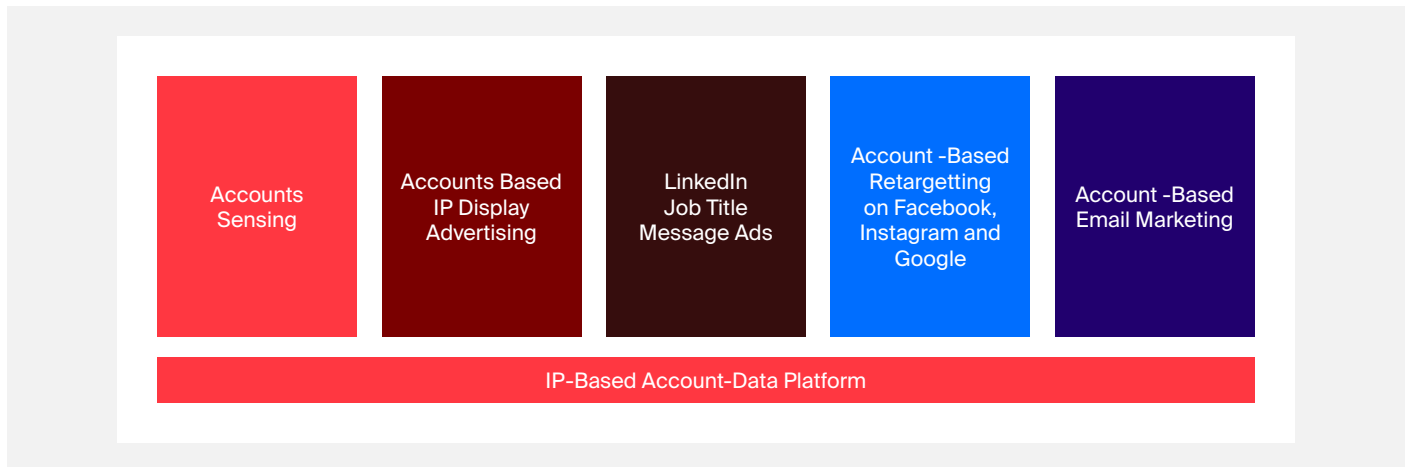 Accounts
Sensing
Accounts Based
IP Display
Advertising
LinkedIn
Job Title
Message Ads
Account -Based
Retargetting
on Facebook,
Instagram and
Google
Account -Based
Email Marketing
IP-Based Account-Data Platform